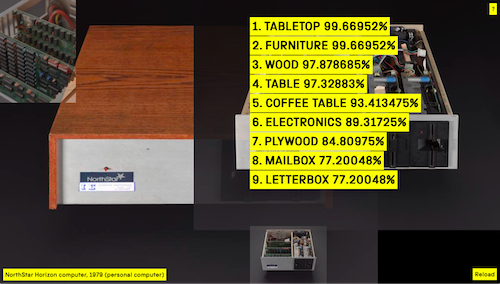 ?
1. TABLETOP 99.66952%
2. FURNITURE 99.66952%
3. WOOD 97.878685%
4. TABLE 97.32883%
5. COFFEE TABLE 93.413475%
6. ELECTRONICS 89.31725%
7. PLYWOOD 84.80975%
8. MAILBOX 77.20048%
9. LETTERBOX 77.20048%
NorthStar
NorthStar Horizon computer, 1979 (personal computer)
Reload